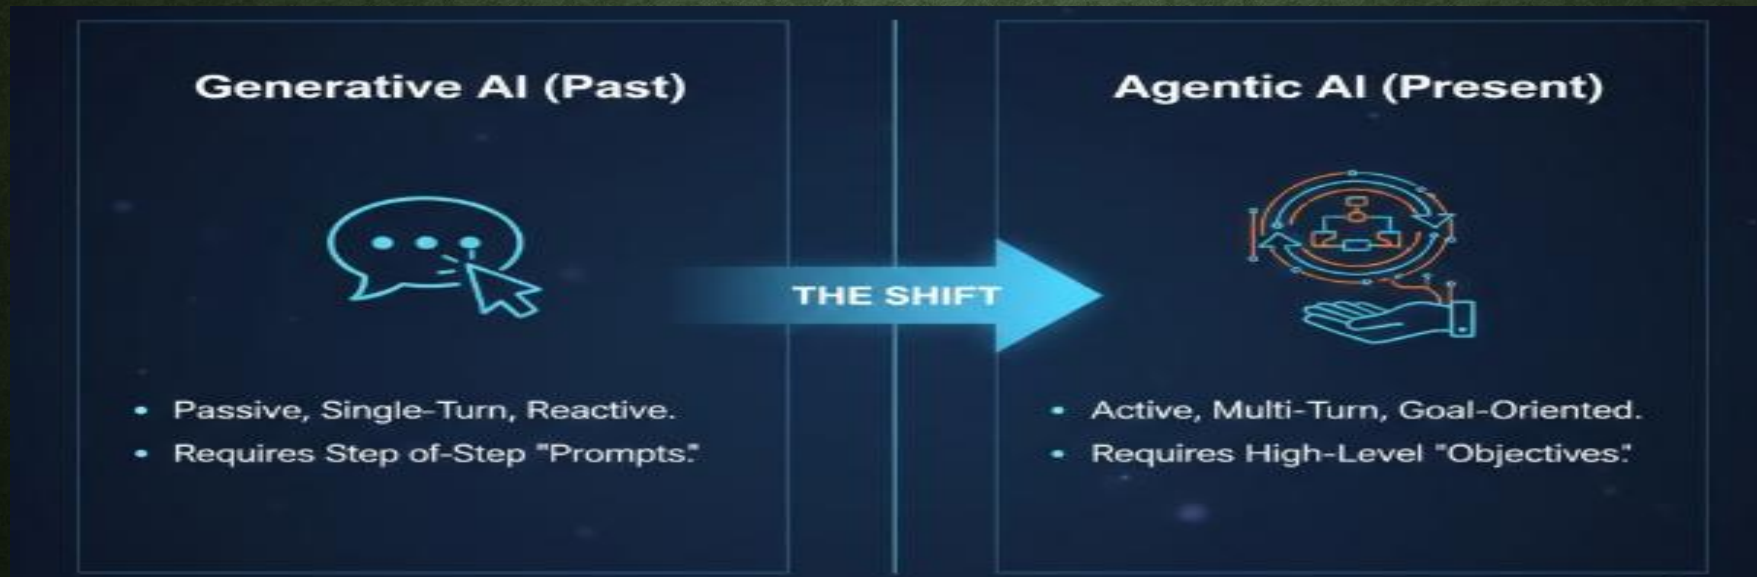 Generative AI (Past)
• Passive, Single-Turn, Reactive.
• Requires Step of-Step "Prompts."
THE SHIFT
Agentic AI (Present)
• Active, Multi-Turn, Goal-Oriented.
• Requires High-Level "Objectives."